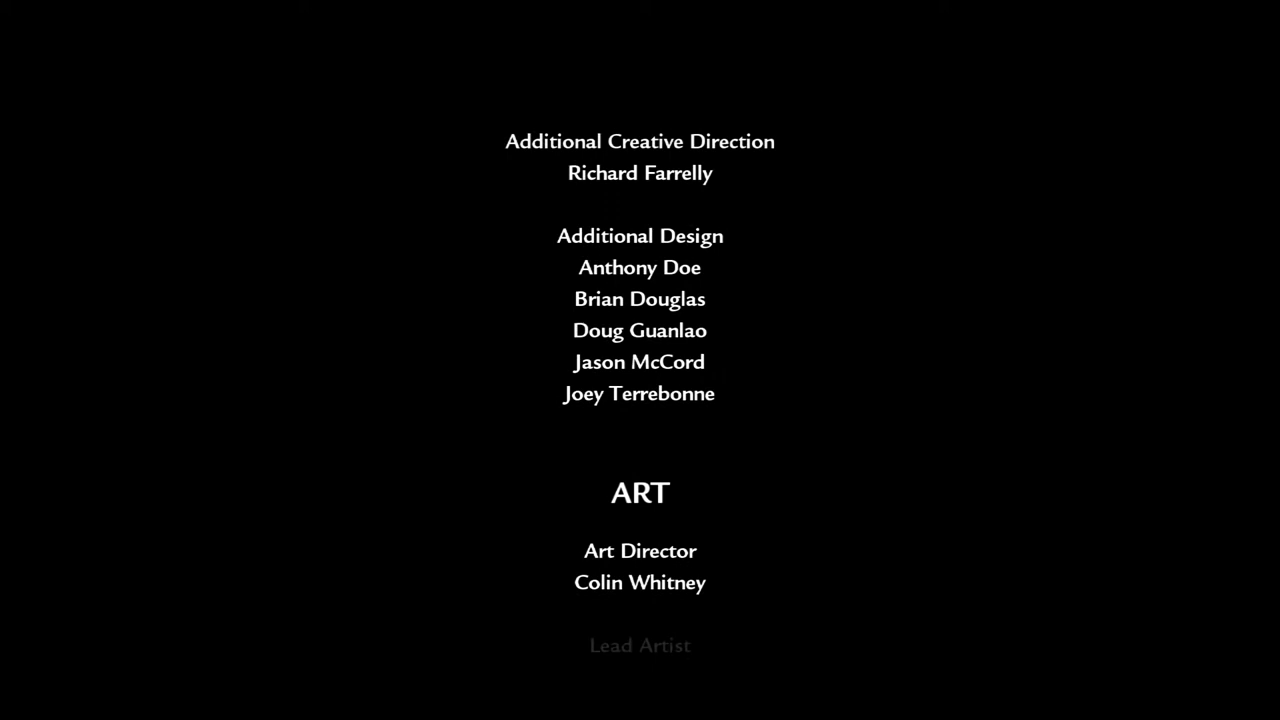 Additional Creative Direction
Richard Farrelly
Additional Design
Anthony Doe
Brian Douglas
Doug Guanlao
Jason McCord
Joey Terrebonne
ART
Art Director
Colin Whitney
Lead Artist